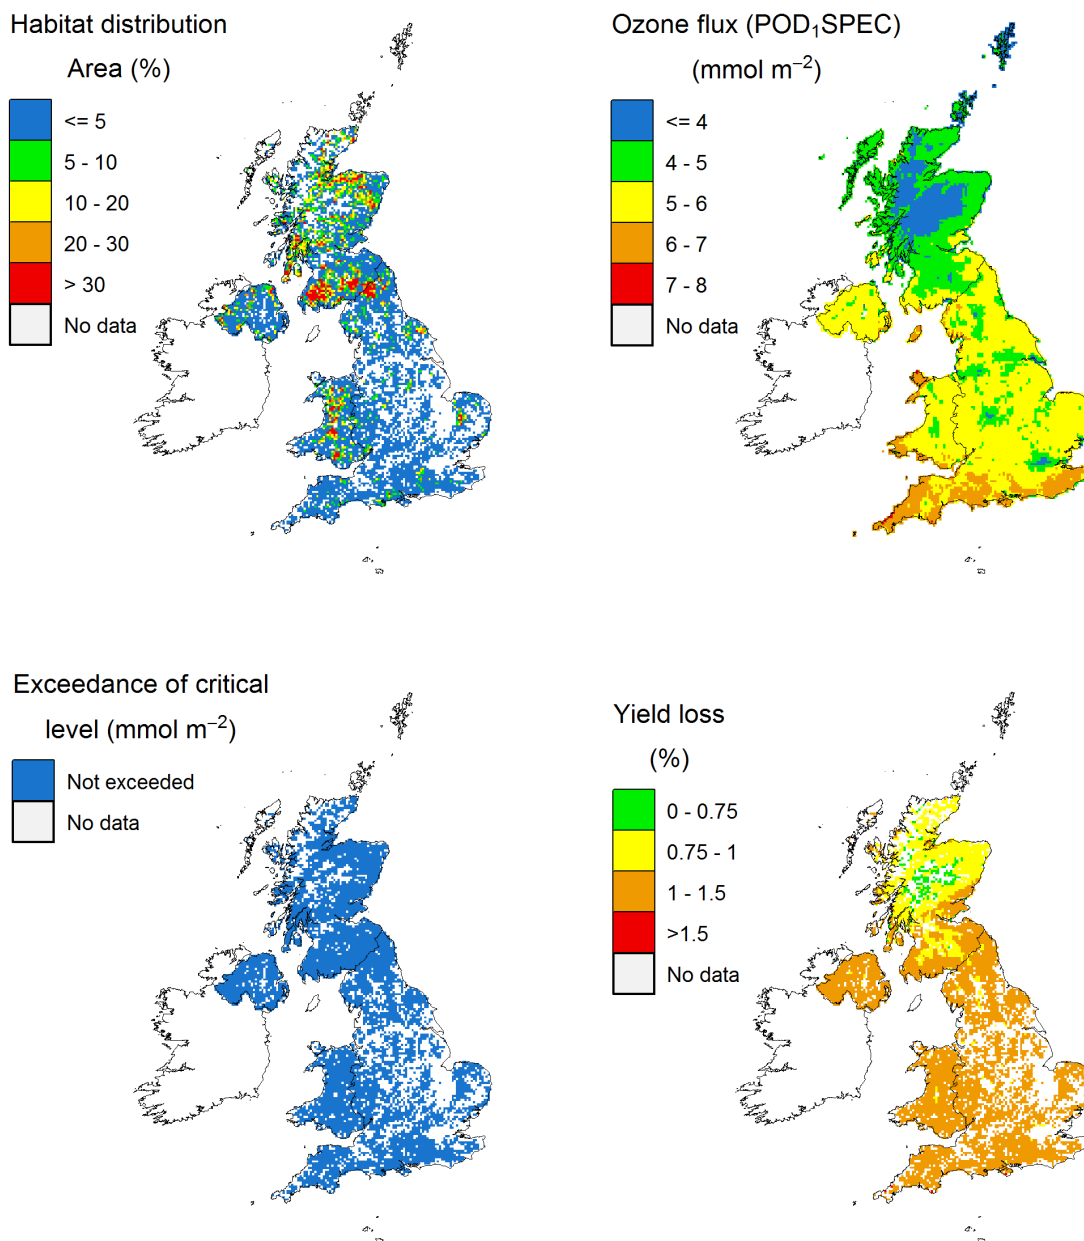 Habitat distribution
Area (%)
<= 5
5 - 10
10 - 20
20 - 30
> 30
No data
Ozone flux (POD₁SPEC)
(mmol m⁻²)
<= 4
4 - 5
5 - 6
6 - 7
7 - 8
No data
Exceedance of critical
level (mmol m⁻²)
Not exceeded
No data
Yield loss
(%)
0 - 0.75
0.75 - 1
1 - 1.5
>1.5
No data